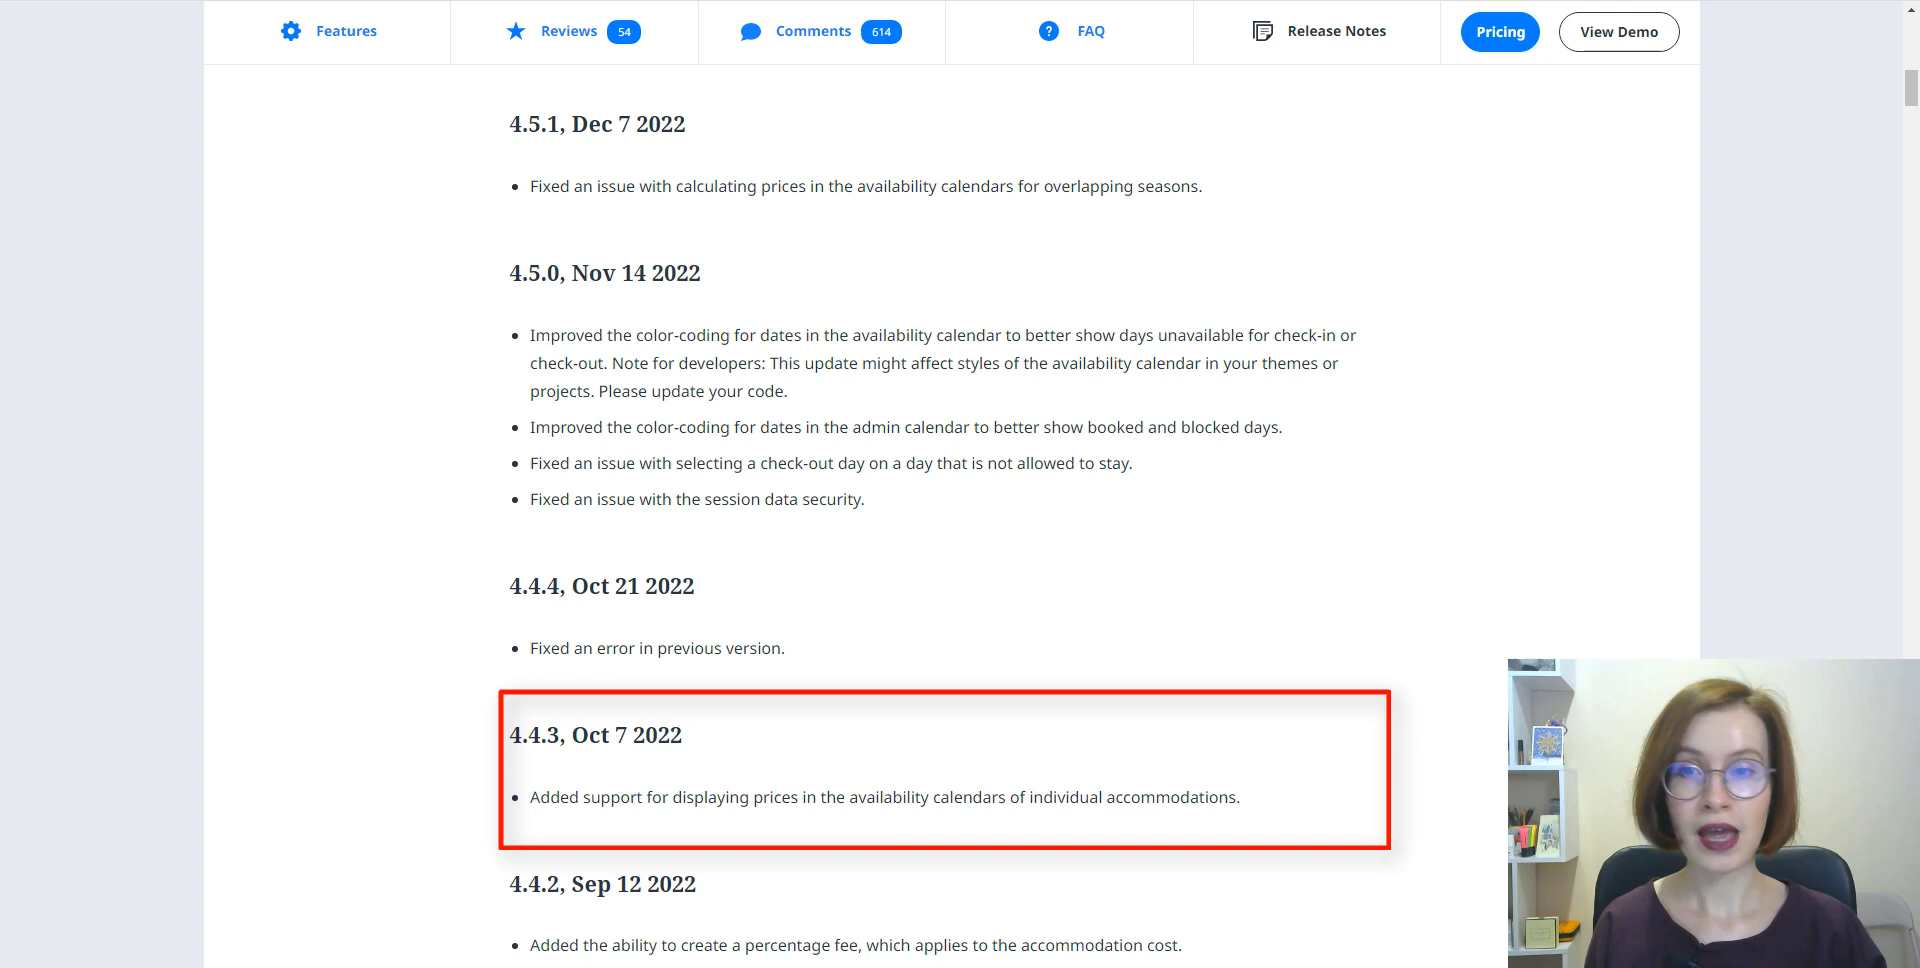 Features
Reviews 54
Comments 614
FAQ
Release Notes
Pricing
View Demo
4.5.1, Dec 7 2022
Fixed an issue with calculating prices in the availability calendars for overlapping seasons.
4.5.0, Nov 14 2022
Improved the color-coding for dates in the availability calendar to better show days unavailable for check-in or
check-out. Note for developers: This update might affect styles of the availability calendar in your themes or
projects. Please update your code.
Improved the color-coding for dates in the admin calendar to better show booked and blocked days.
Fixed an issue with selecting a check-out day on a day that is not allowed to stay.
Fixed an issue with the session data security.
4.4.4, Oct 21 2022
Fixed an error in previous version.
4.4.3, Oct 7 2022
Added support for displaying prices in the availability calendars of individual accommodations.
4.4.2, Sep 12 2022
Added the ability to create a percentage fee, which applies to the accommodation cost.